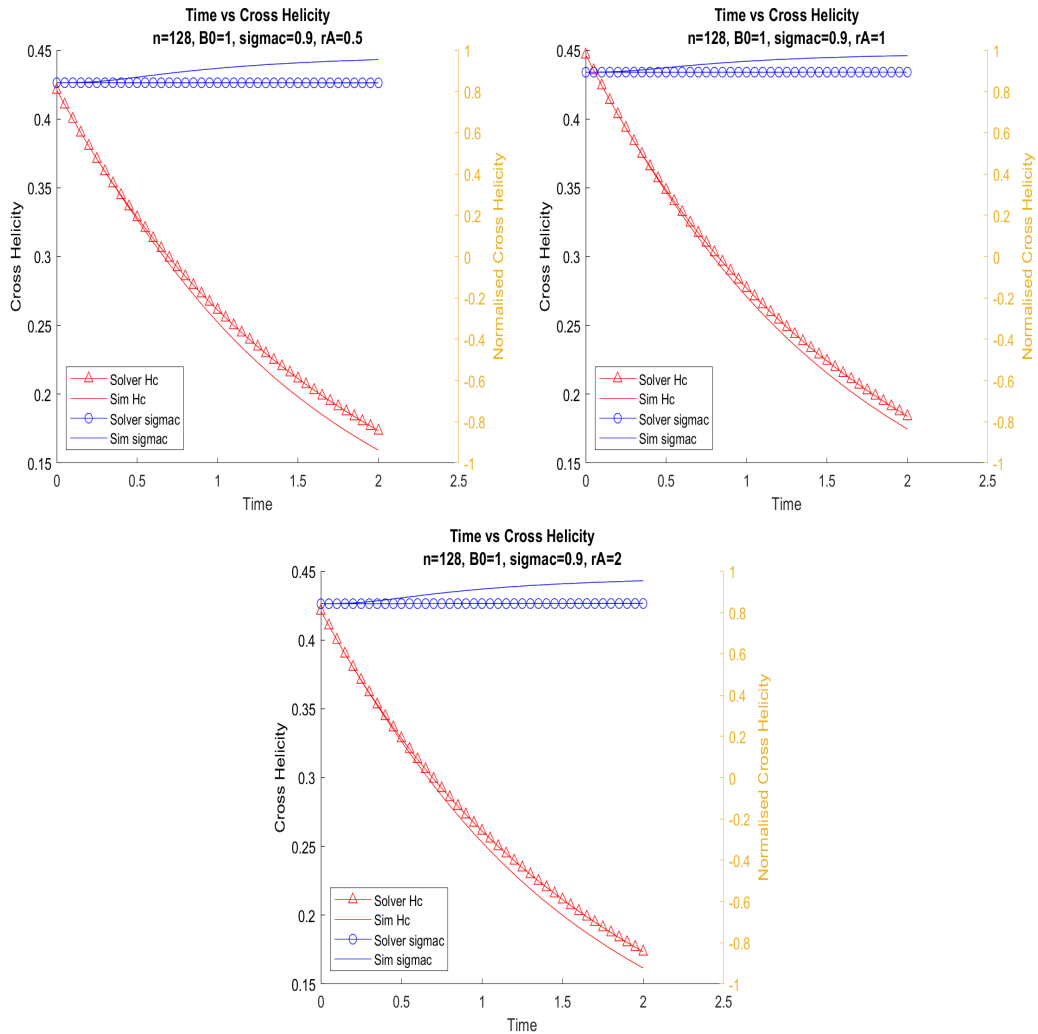 Time vs Cross Helicity
n=128, B0=1, sigmac=0.9, rA=0.5
0.45
0.4
0.35
0.3
0.25
0.2
0.15
Cross Helicity
1
0.8
0.6
0.4
0.2
0
-0.2
-0.4
-0.6
-0.8
-1
Normalised Cross Helicity
Solver Hc
Sim Hc
Solver sigmac
Sim sigmac
0 0.5 1 1.5 2 2.5
Time
Time vs Cross Helicity
n=128, B0=1, sigmac=0.9, rA=1
0.45
0.4
0.35
0.3
0.25
0.2
0.15
Cross Helicity
1
0.8
0.6
0.4
0.2
0
-0.2
-0.4
-0.6
-0.8
-1
Normalised Cross Helicity
Solver Hc
Sim Hc
Solver sigmac
Sim sigmac
0 0.5 1 1.5 2 2.5
Time
Time vs Cross Helicity
n=128, B0=1, sigmac=0.9, rA=2
0.45
0.4
0.35
0.3
0.25
0.2
0.15
Cross Helicity
1
0.8
0.6
0.4
0.2
0
-0.2
-0.4
-0.6
-0.8
-1
Normalised Cross Helicity
Solver Hc
Sim Hc
Solver sigmac
Sim sigmac
0 0.5 1 1.5 2 2.5
Time